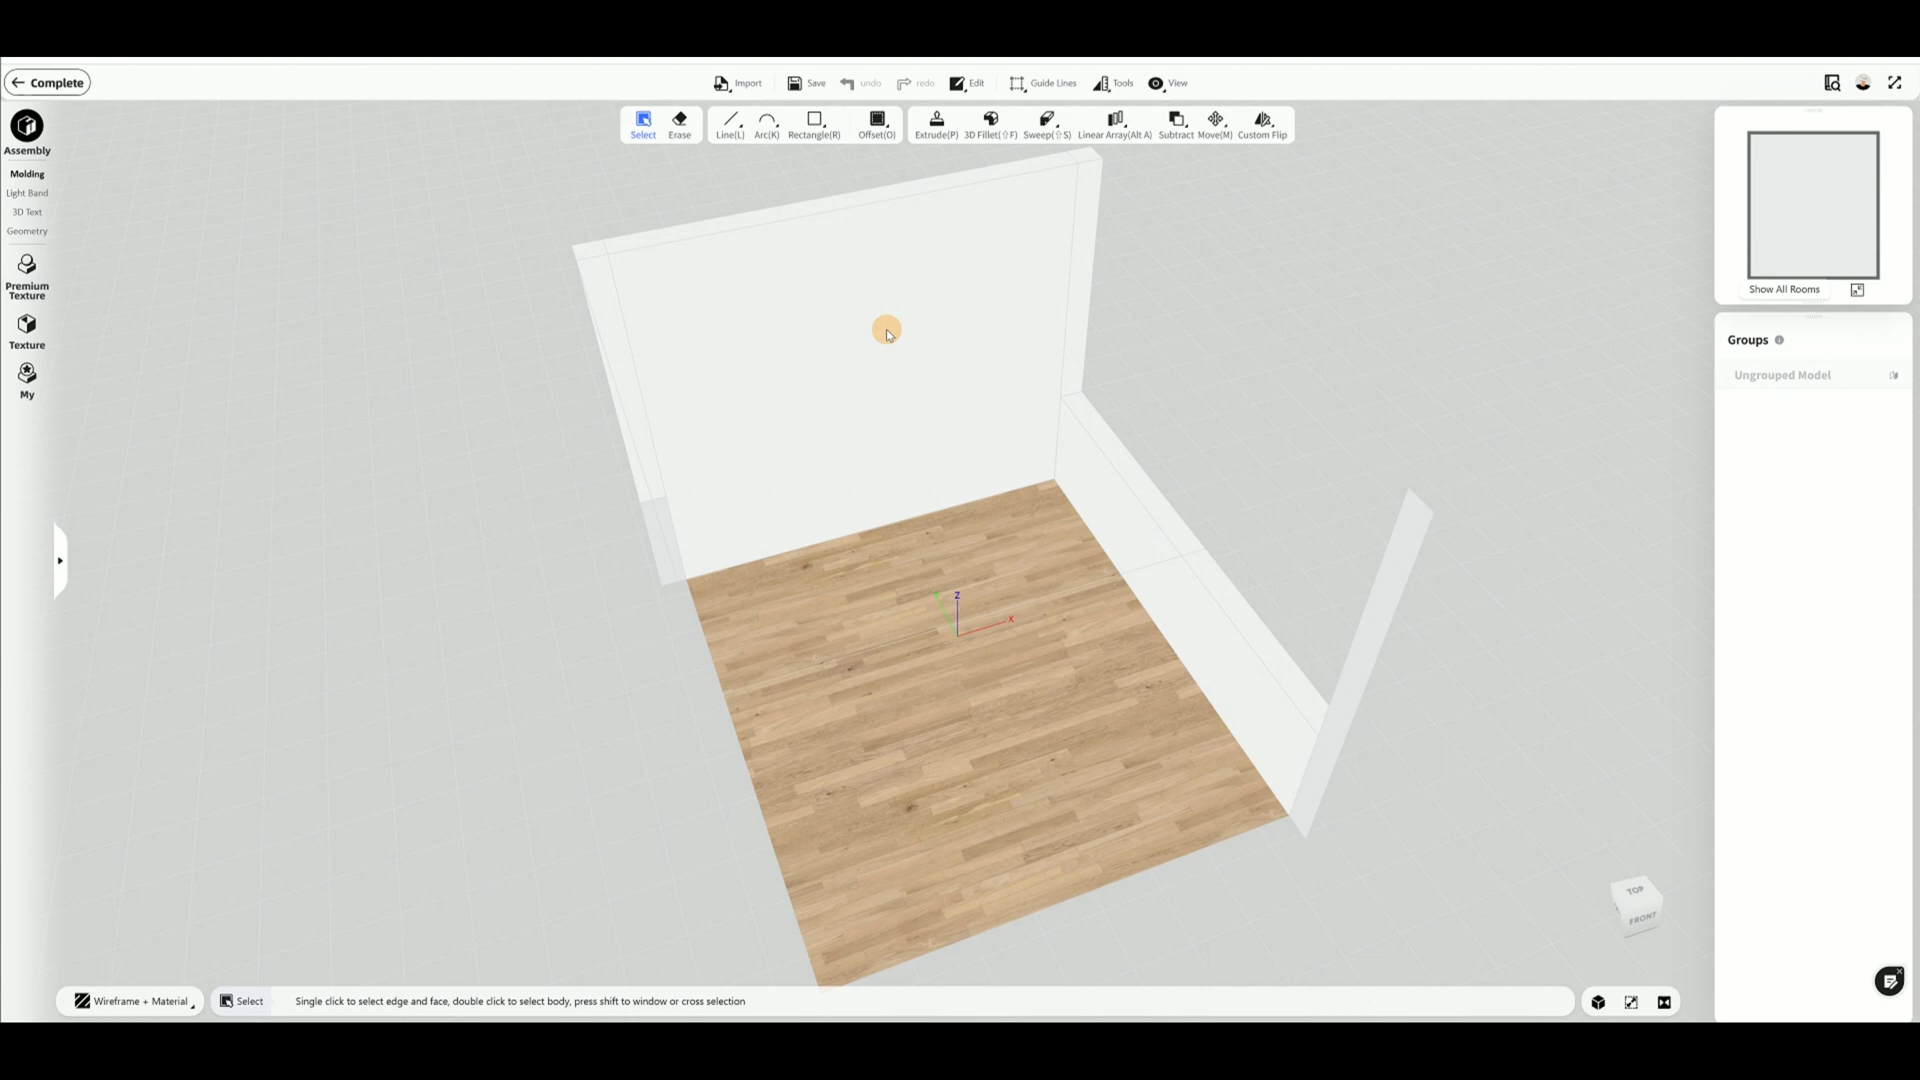 Complete
Import
Save
undo
redo
Edit
Guide Lines
Tools
View
Select
Erase
Line(L)
Arc(K)
Rectangle(R)
Offset(O)
Extrude(P)
3D Fillet(⇧F)
Sweep(⇧S)
Linear Array(Alt A)
Subtract
Move(M)
Custom Flip
Assembly
Molding
Light Band
3D Text
Geometry
Premium
Texture
Texture
My
Show All Rooms
Groups
Ungrouped Model
Z
X
TOP
FRONT
Wireframe + Material
Select
Single click to select edge and face, double click to select body, press shift to window or cross selection